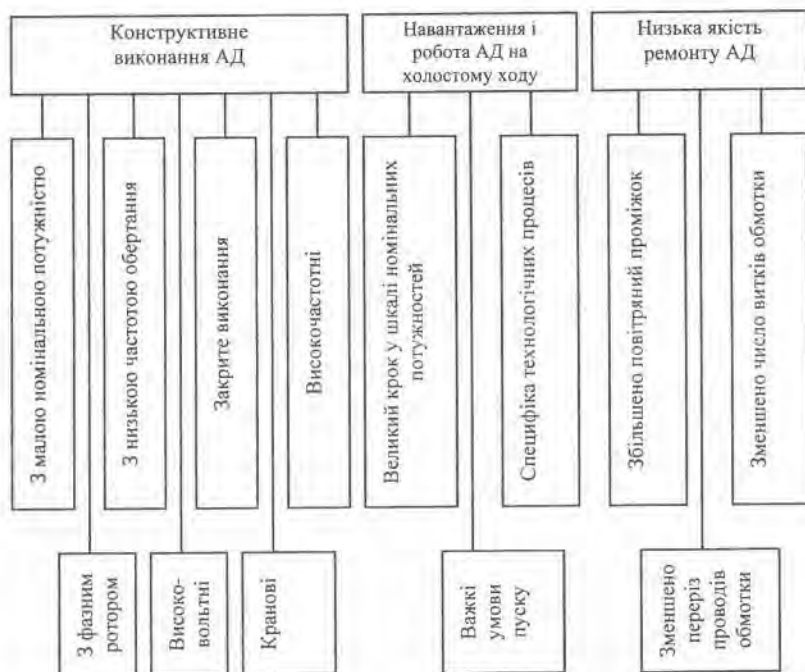 Конструктивне
виконання АД
Навантаження і
робота АД на
холостому ходу
Низька якість
ремонту АД
З малою номінальною потужністю
З низькою частотою обертання
Закрите виконання
Високочастотні
Великий крок у шкалі номінальних
потужностей
Специфіка технологічних процесів
Збільшено повітряний проміжок
Зменшено число витків обмотки
З фазним
ротором
Високо-
вольтні
Кранові
Важкі
умови
пуску
Зменшено
переріз
проводів
обмотки